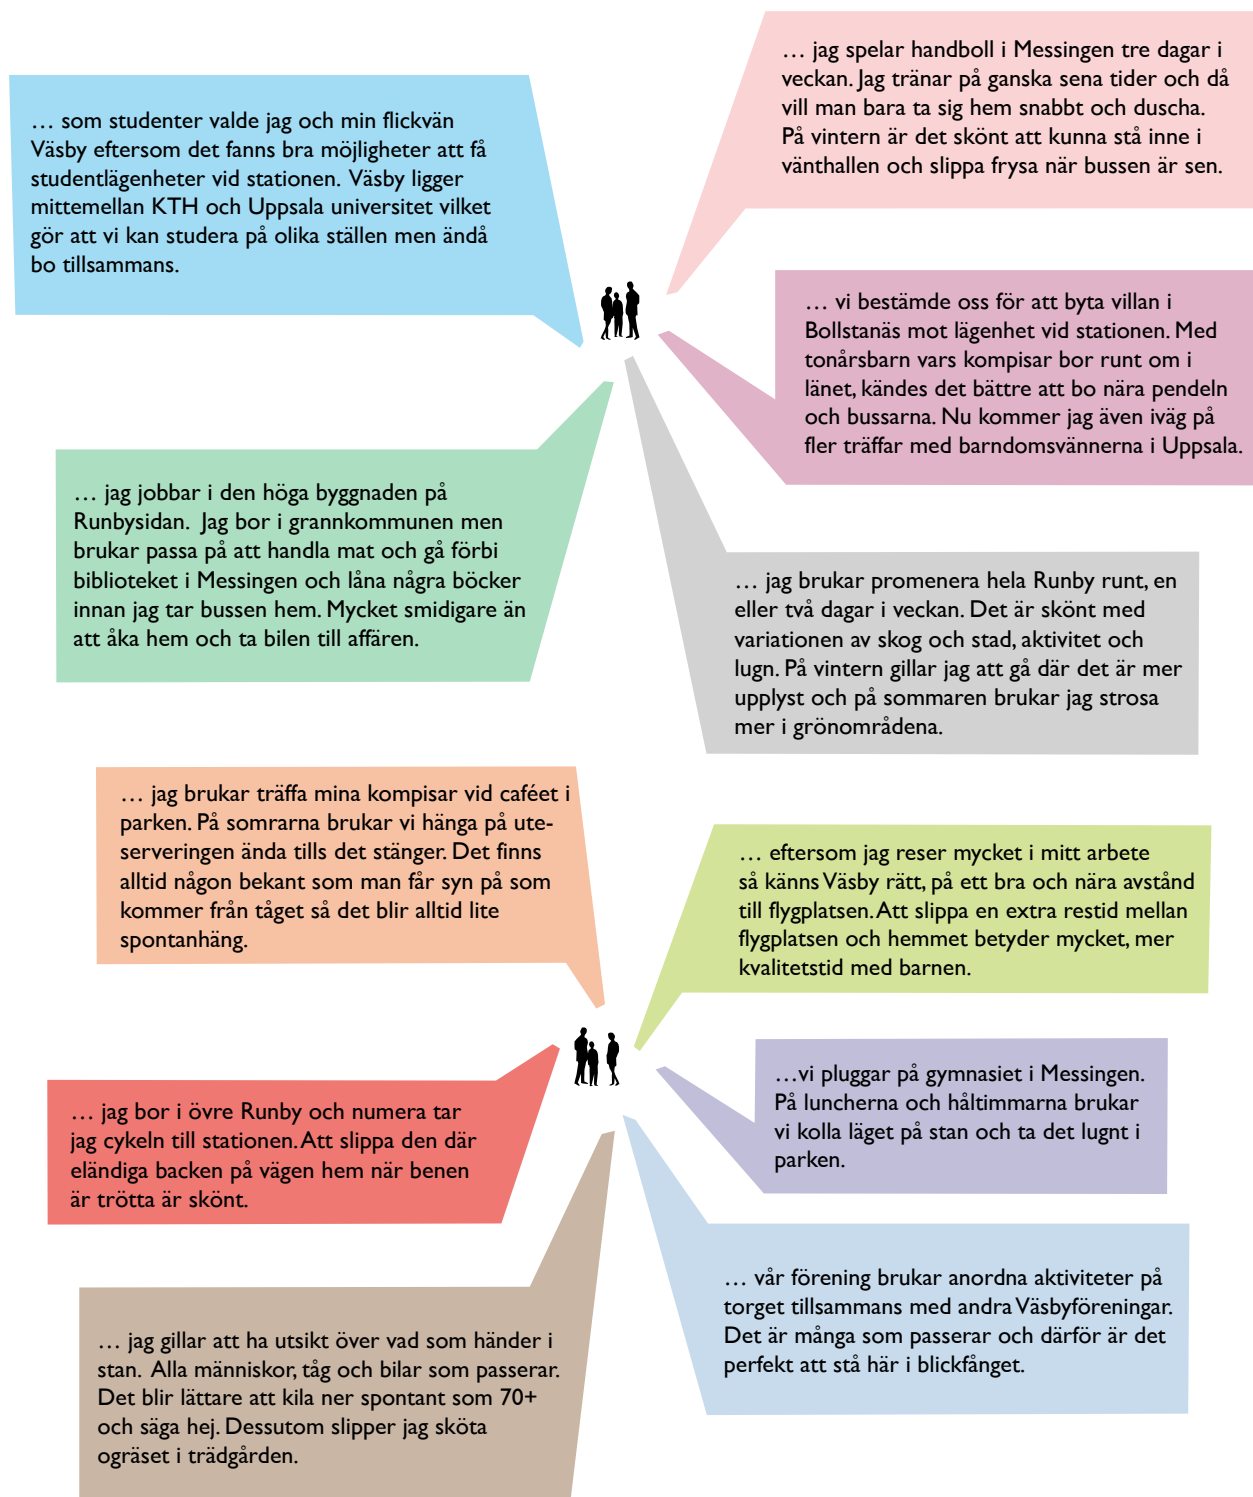 … jag spelar handboll i Messingen tre dagar i
veckan. Jag tränar på ganska sena tider och då
vill man bara ta sig hem snabbt och duscha.
På vintern är det skönt att kunna stå inne i
vänthallen och slippa frysa när bussen är sen.
… som studenter valde jag och min flickvän
Väsby eftersom det fanns bra möjligheter att få
studentlägenheter vid stationen. Väsby ligger
mittemellan KTH och Uppsala universitet vilket
gör att vi kan studera på olika ställen men ändå
bo tillsammans.
… vi bestämde oss för att byta villan i
Bollstanäs mot lägenhet vid stationen. Med
tonårsbarn vars kompisar bor runt om i
länet, kändes det bättre att bo nära pendeln
och bussarna. Nu kommer jag även iväg på
fler träffar med barndomsvännerna i Uppsala.
… jag jobbar i den höga byggnaden på
Runbysidan. Jag bor i grannkommunen men
brukar passa på att handla mat och gå förbi
biblioteket i Messingen och låna några böcker
innan jag tar bussen hem. Mycket smidigare än
att åka hem och ta bilen till affären.
… jag brukar promenera hela Runby runt, en
eller två dagar i veckan. Det är skönt med
variationen av skog och stad, aktivitet och
lugn. På vintern gillar jag att gå där det är mer
upplyst och på sommaren brukar jag strosa
mer i grönområdena.
… jag brukar träffa mina kompisar vid caféet i
parken. På somrarna brukar vi hänga på ute-
serveringen ända tills det stänger. Det finns
alltid någon bekant som man får syn på som
kommer från tåget så det blir alltid lite
spontanhäng.
… eftersom jag reser mycket i mitt arbete
så känns Väsby rätt, på ett bra och nära avstånd
till flygplatsen. Att slippa en extra restid mellan
flygplatsen och hemmet betyder mycket, mer
kvalitetstid med barnen.
…vi pluggar på gymnasiet i Messingen.
På luncherna och håltimmarna brukar
vi kolla läget på stan och ta det lugnt i
parken.
… jag bor i övre Runby och numera tar
jag cykeln till stationen. Att slippa den där
eländiga backen på vägen hem när benen
är trötta är skönt.
… vår förening brukar anordna aktiviteter på
torget tillsammans med andra Väsbyföreningar.
Det är många som passerar och därför är det
perfekt att stå här i blickfånget.
… jag gillar att ha utsikt över vad som händer i
stan. Alla människor, tåg och bilar som passerar.
Det blir lättare att kila ner spontant som 70+
och säga hej. Dessutom slipper jag sköta
ogräset i trädgården.